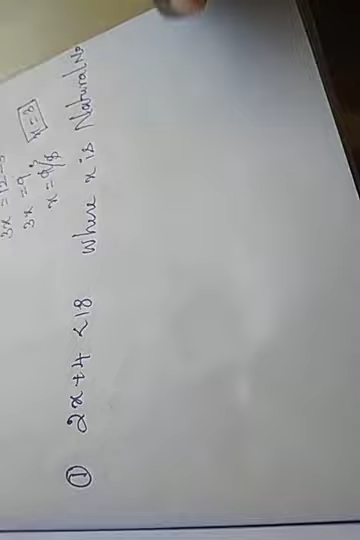 3x = 12-3
3x = 9
x = 9/3
x = 3
① 2x+4 <18 where x is Natural No